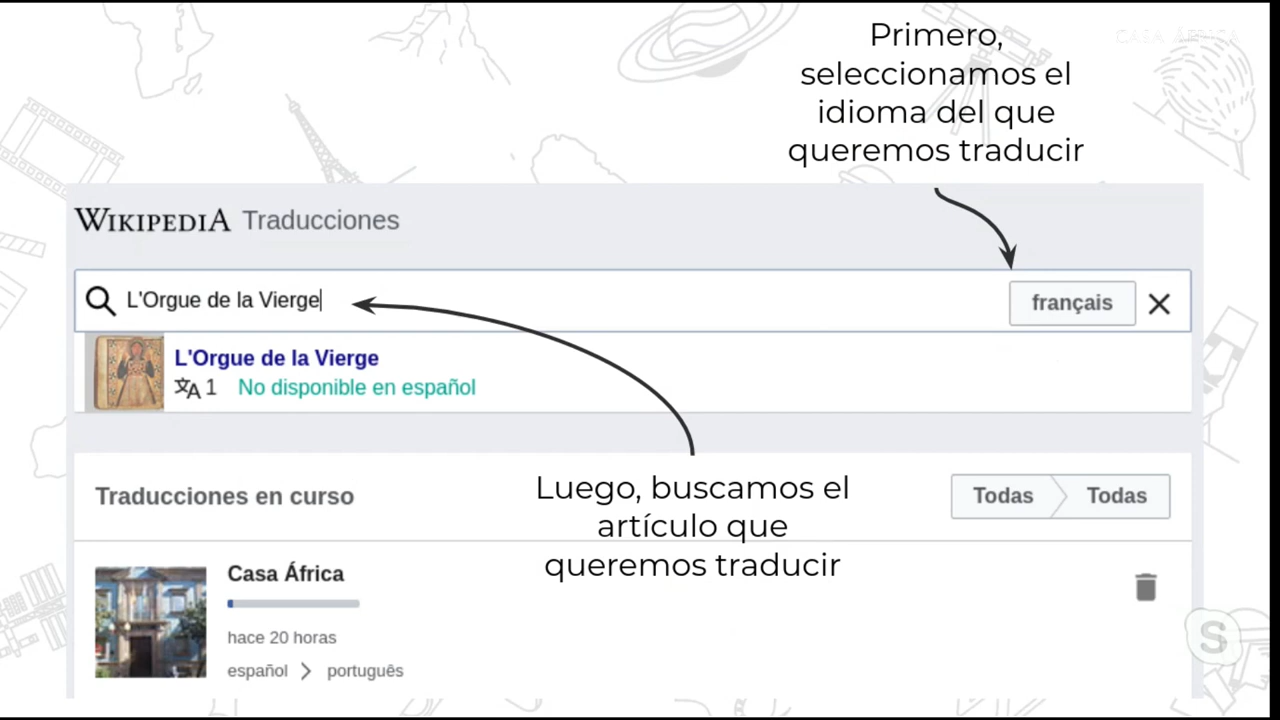 CASA ÁFRICA
Primero,
seleccionamos el
idioma del que
queremos traducir
WIKIPEDIA Traducciones
L'Orgue de la Vierge
français
L'Orgue de la Vierge
1 No disponible en español
Luego, buscamos el
artículo que
queremos traducir
Traducciones en curso
Todas Todas
Casa África
hace 20 horas
español > português
S